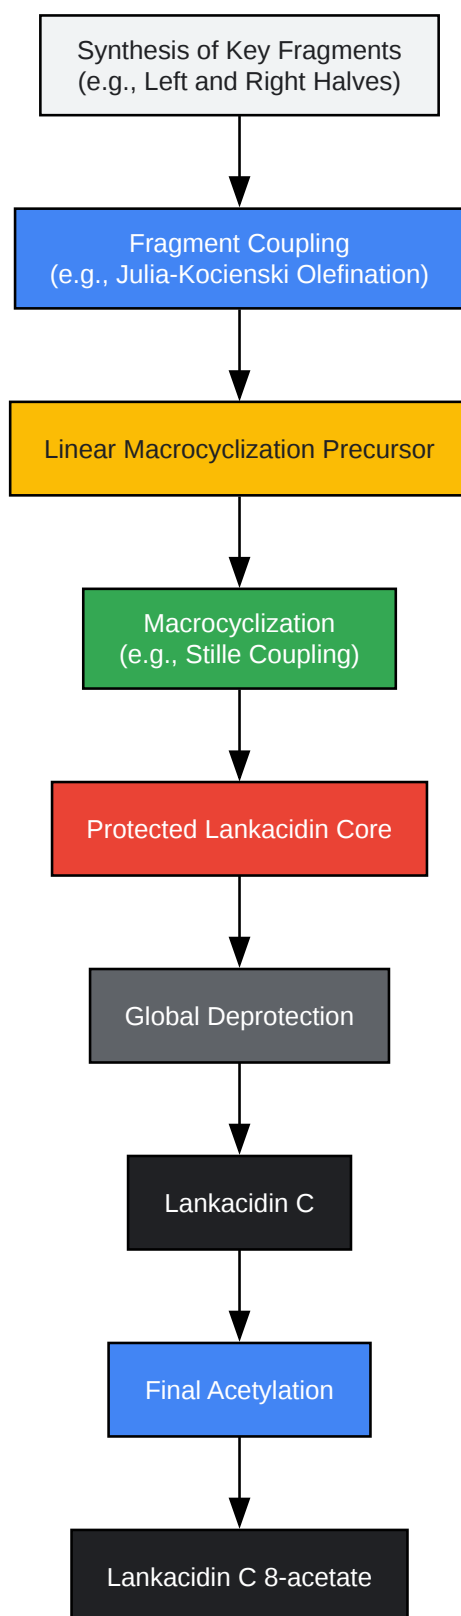 Synthesis of Key Fragments
(e.g., Left and Right Halves)
Fragment Coupling
(e.g., Julia-Kocienski Olefination)
Linear Macrocyclization Precursor
Macrocyclization
(e.g., Stille Coupling)
Protected Lankacidin Core
Global Deprotection
Lankacidin C
Final Acetylation
Lankacidin C 8-acetate